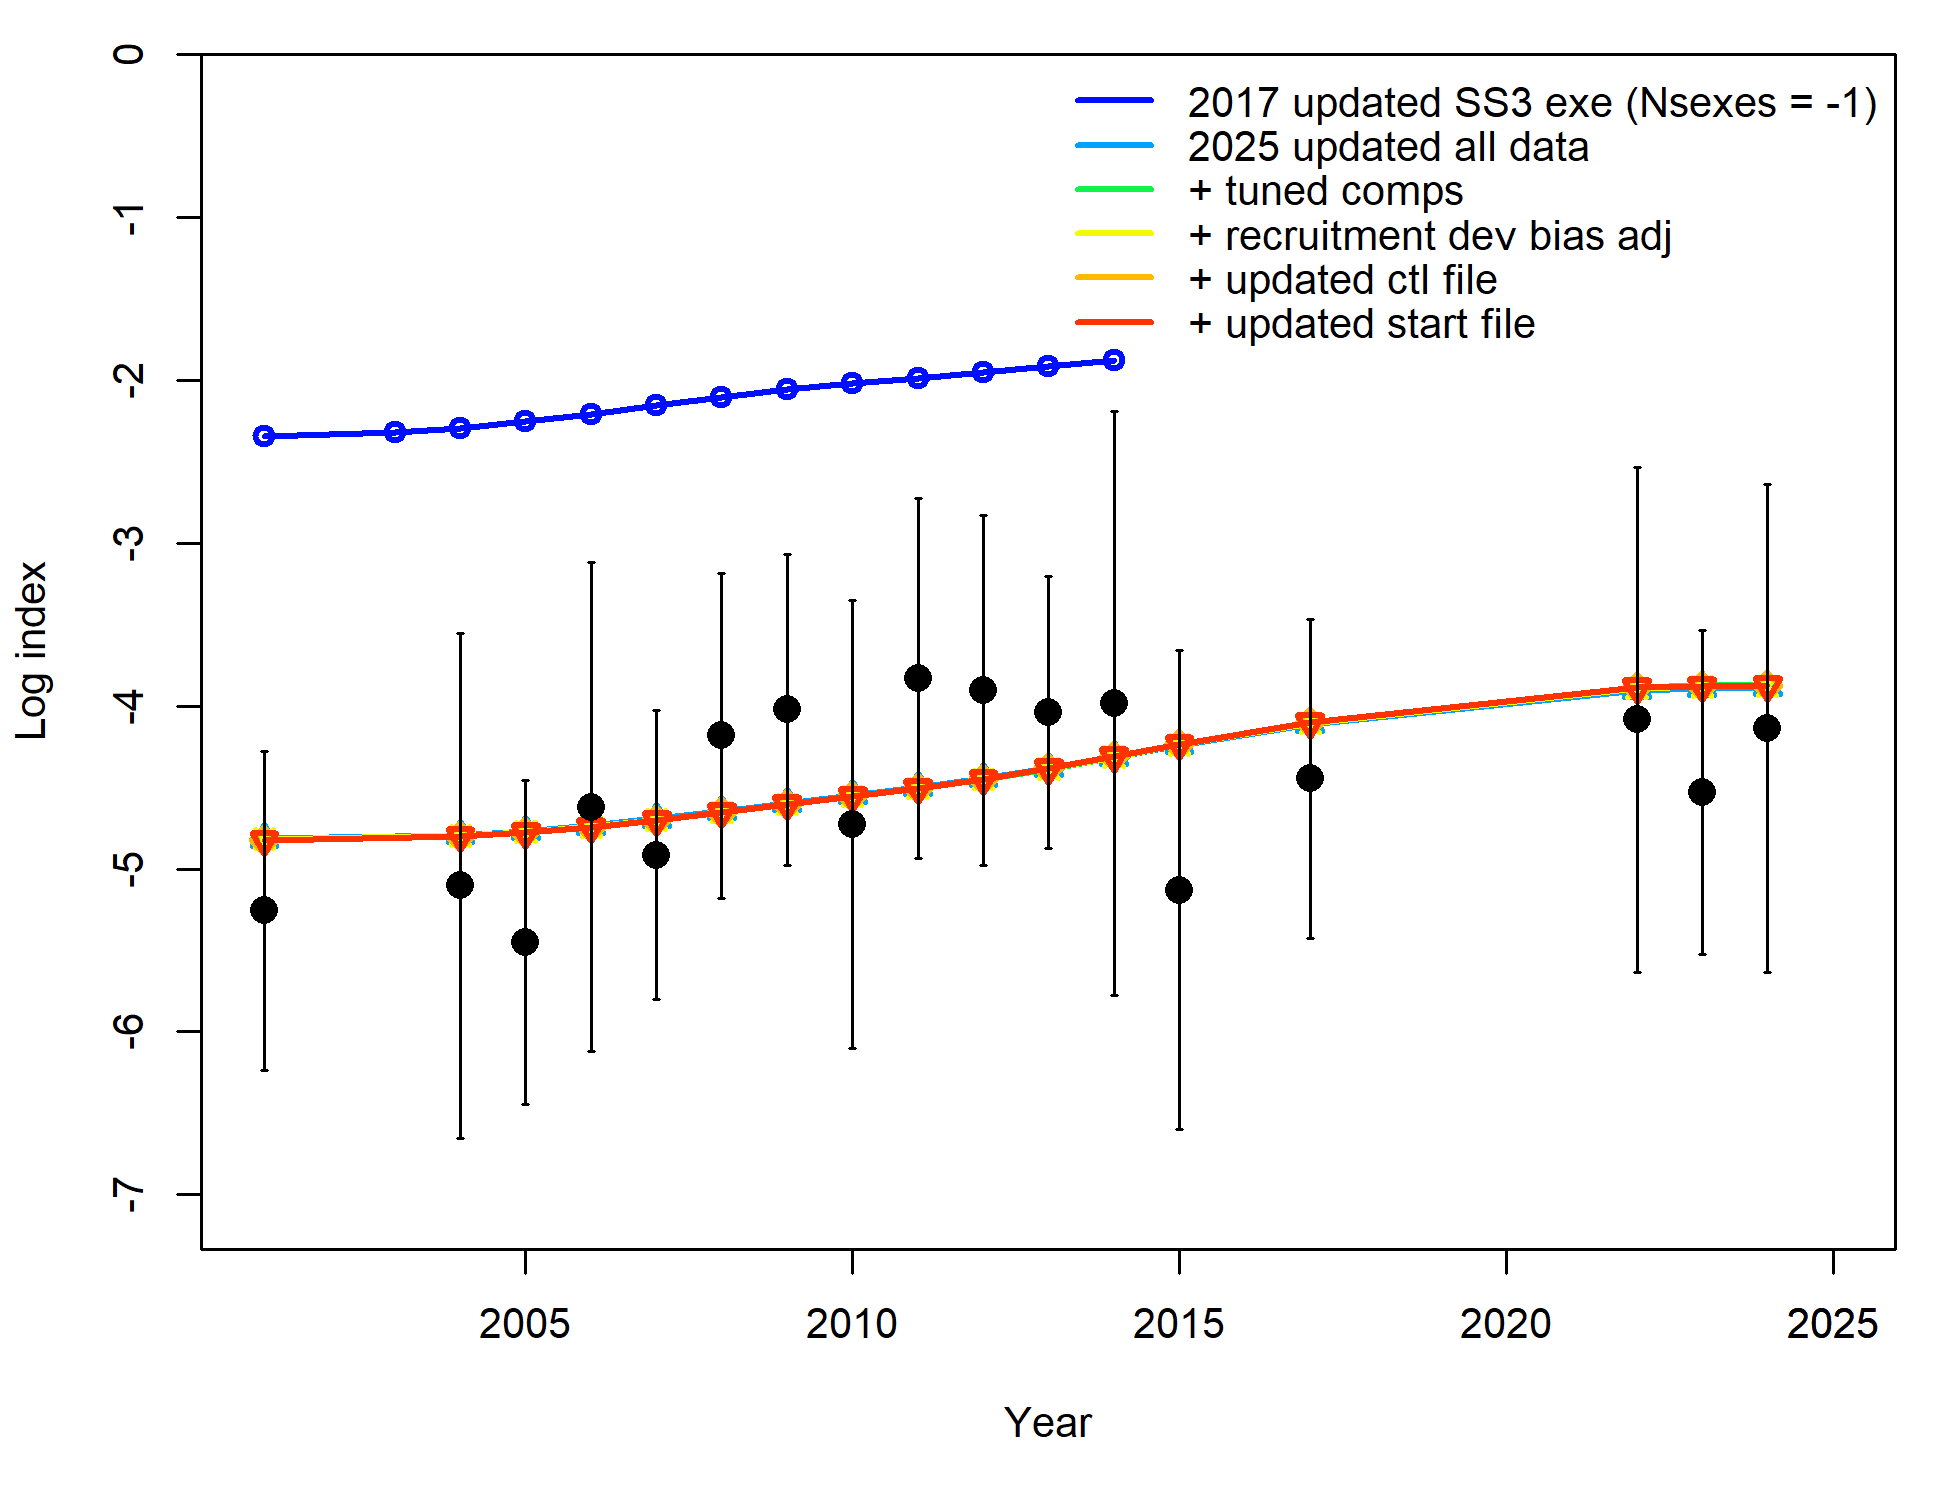 0
-1
-2
-3
-4
-5
-6
-7
Log index
2017 updated SS3 exe (Nsexes = -1)
2025 updated all data
+ tuned comps
+ recruitment dev bias adj
+ updated ctl file
+ updated start file
2005
2010
2015
2020
2025
Year